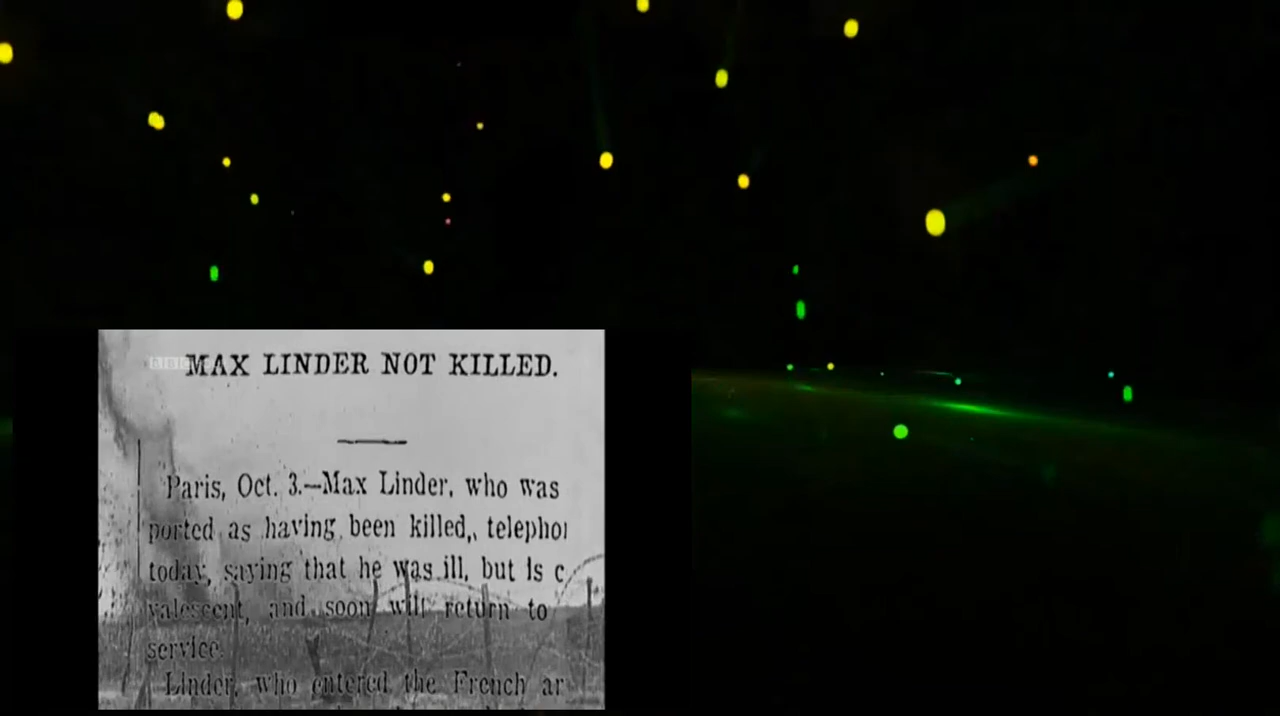 MAX LINDER NOT KILLED.
Paris, Oct. 3.—Max Linder, who was
ported as having been killed,, telephon
today, saying that he was ill, but is c
valescent, and soon will return to
service.
Linder, who entered the French ar